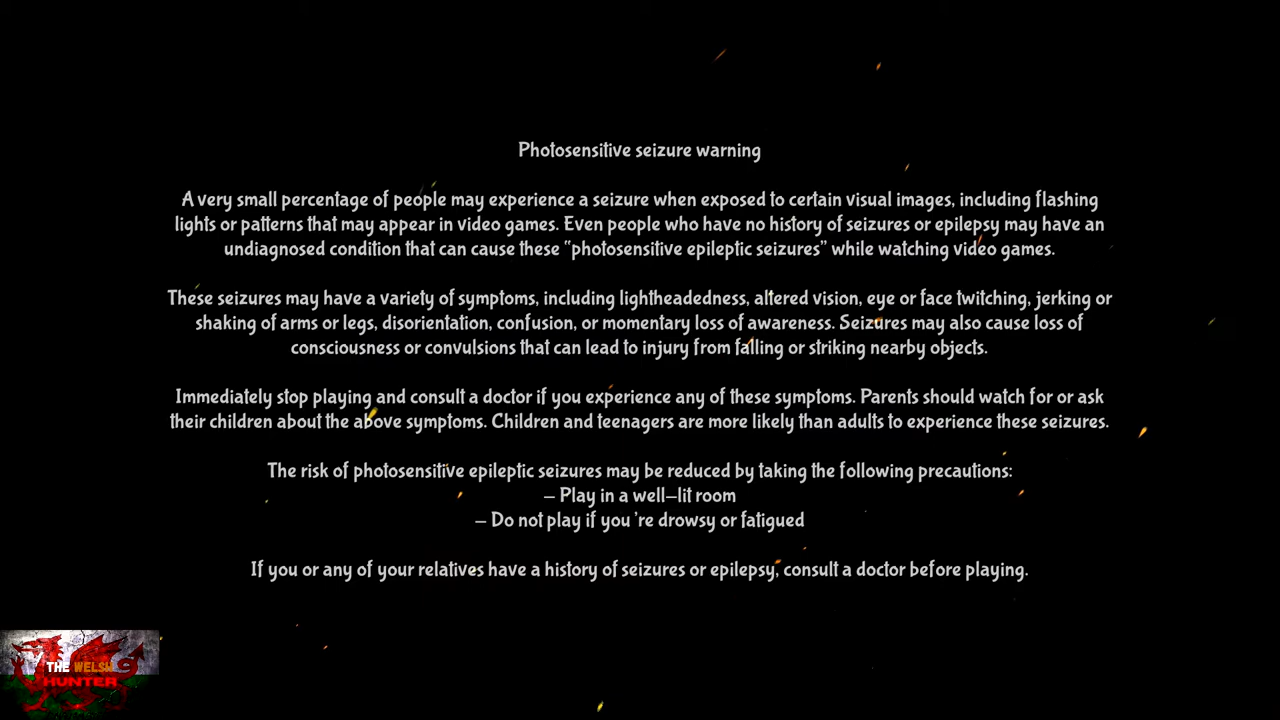 Photosensitive seizure warning
A very small percentage of people may experience a seizure when exposed to certain visual images, including flashing
lights or patterns that may appear in video games. Even people who have no history of seizures or epilepsy may have an
undiagnosed condition that can cause these "photosensitive epileptic seizures" while watching video games.
These seizures may have a variety of symptoms, including lightheadedness, altered vision, eye or face twitching, jerking or
shaking of arms or legs, disorientation, confusion, or momentary loss of awareness. Seizures may also cause loss of
consciousness or convulsions that can lead to injury from falling or striking nearby objects.
Immediately stop playing and consult a doctor if you experience any of these symptoms. Parents should watch for or ask
their children about the above symptoms. Children and teenagers are more likely than adults to experience these seizures.
The risk of photosensitive epileptic seizures may be reduced by taking the following precautions:
– Play in a well–lit room
– Do not play if you 're drowsy or fatigued
If you or any of your relatives have a history of seizures or epilepsy, consult a doctor before playing.
THE WELSH
HUNTER